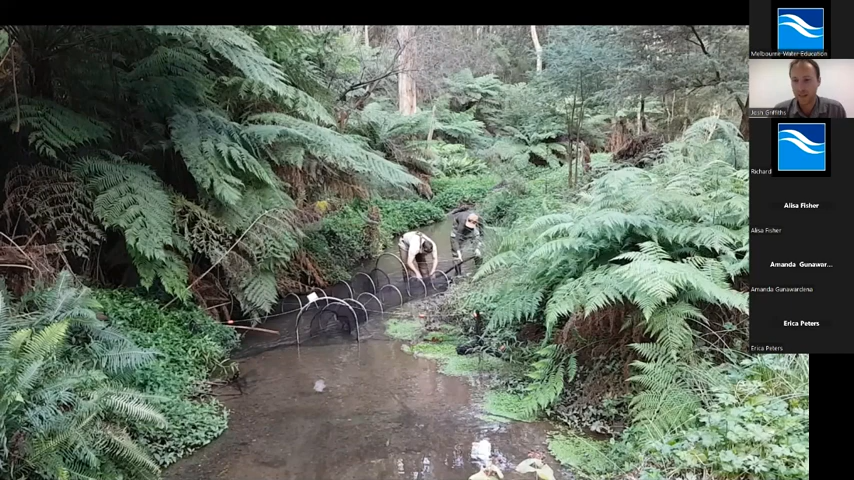 Melbourne Water Education
Josh Griffiths
Richard
Alisa Fisher
Alisa Fisher
Amanda Gunawar...
Amanda Gunawardena
Erica Peters
Erica Peters